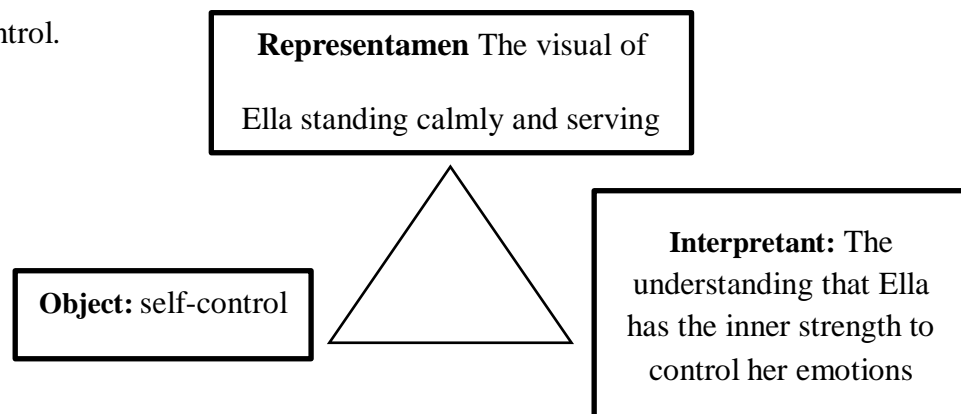 ntrol.
Representamen The visual of
Ella standing calmly and serving
Object: self-control
Interpretant: The
understanding that Ella
has the inner strength to
control her emotions